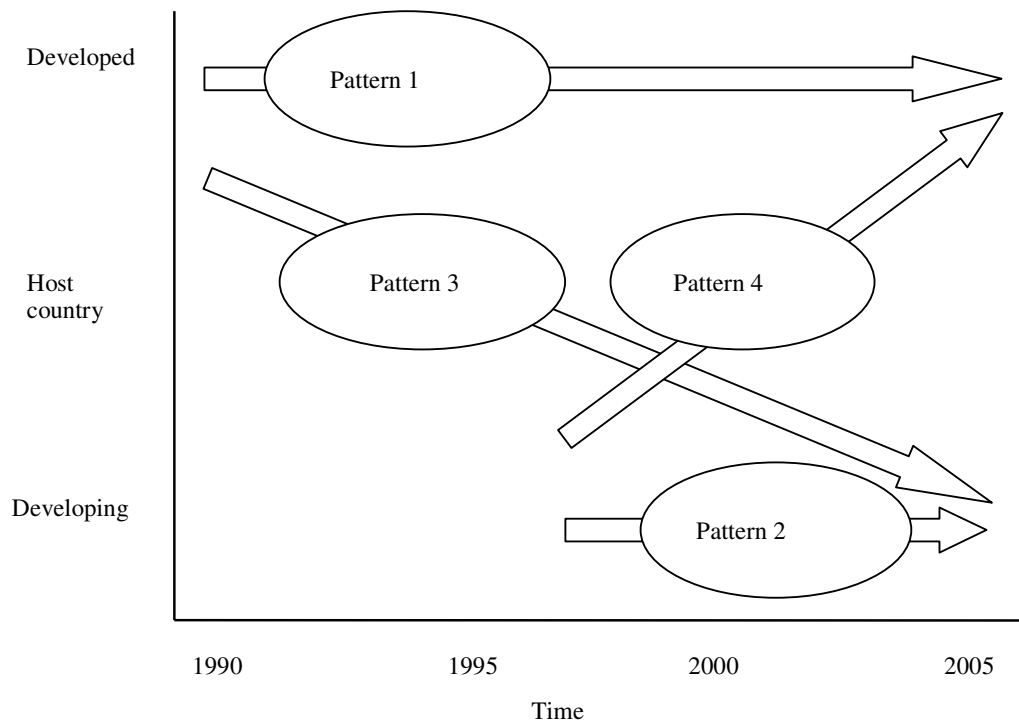 Developed
Pattern 1
Host
country
Pattern 3
Pattern 4
Developing
Pattern 2
1990
1995
2000
2005
Time